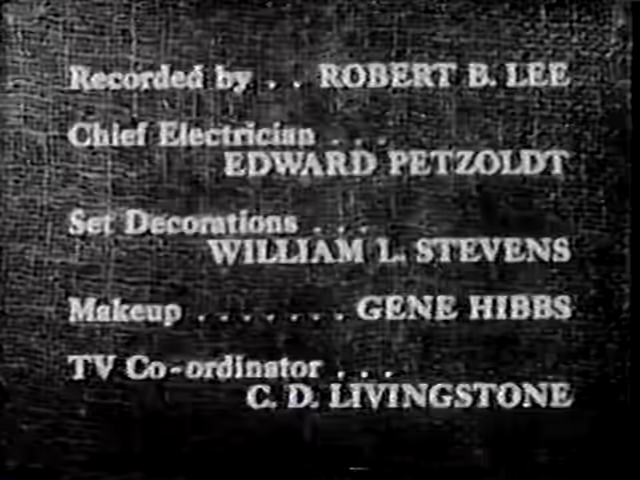 Recorded by . . ROBERT B. LEE
Chief Electrician . . .
EDWARD PETZOLDT
Set Decorations . . .
WILLIAM L. STEVENS
Makeup . . . . . . . GENE HIBBS
TV Co-ordinator . . .
C. D. LIVINGSTONE